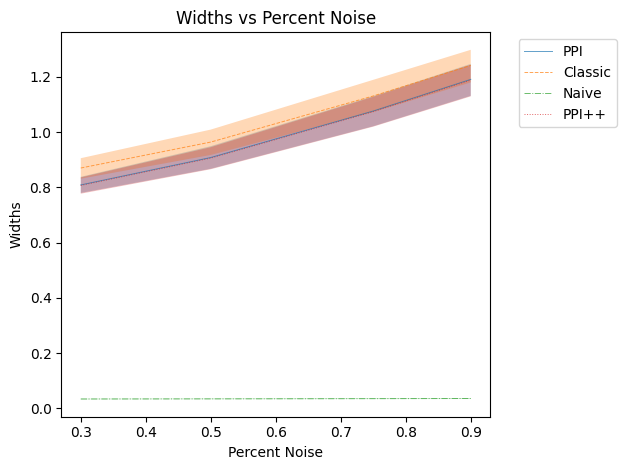 Widths vs Percent Noise
PPI
Classic
Naive
PPI++
Widths
1.2
1.0
0.8
0.6
0.4
0.2
0.0
0.3 0.4 0.5 0.6 0.7 0.8 0.9
Percent Noise